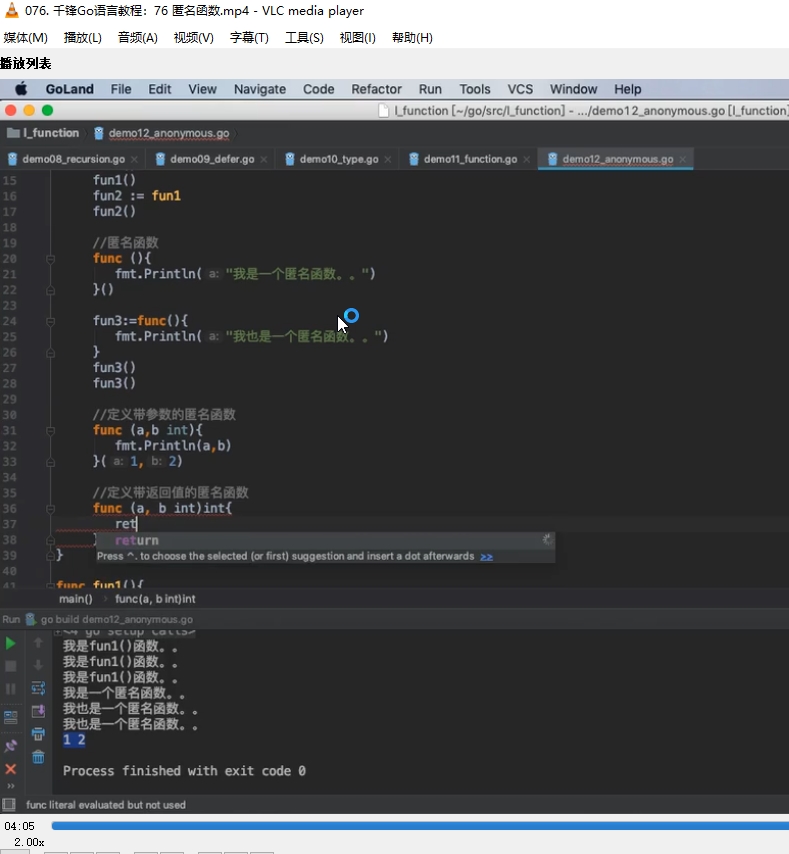 076. 千锋Go语言教程：76 匿名函数.mp4 - VLC media player
媒体(M) 播放(L) 音频(A) 视频(V) 字幕(T) 工具(S) 视图(I) 帮助(H)
播放列表
GoLand File Edit View Navigate Code Refactor Run Tools VCS Window Help
l_function [~/go/src/l_function] - .../demo12_anonymous.go [l_function]
l_function demo12_anonymous.go
demo08_recursion.go demo09_defer.go demo10_type.go demo11_function.go demo12_anonymous.go
15 fun1()
16 fun2 := fun1
17 fun2()
18
19 //匿名函数
20 func (){
21 fmt.Println( a: "我是一个匿名函数。。")
22 }()
23
24 fun3:=func(){
25 fmt.Println( a: "我也是一个匿名函数。。")
26 }
27 fun3()
28 fun3()
29
30 //定义带参数的匿名函数
31 func (a,b int){
32 fmt.Println(a,b)
33 }( a: 1, b: 2)
34
35 //定义带返回值的匿名函数
36 func (a, b int)int{
37 ret
38 } return
39 } Press ^. to choose the selected (or first) suggestion and insert a dot afterwards >>
40
41 func fun1(){
main() › func(a, b int)int
Run go build demo12_anonymous.go
<4 go setup calls>
我是fun1()函数。。
我是fun1()函数。。
我是fun1()函数。。
我是一个匿名函数。。
我也是一个匿名函数。。
我也是一个匿名函数。。
1 2
Process finished with exit code 0
func literal evaluated but not used
04:05
2.00x